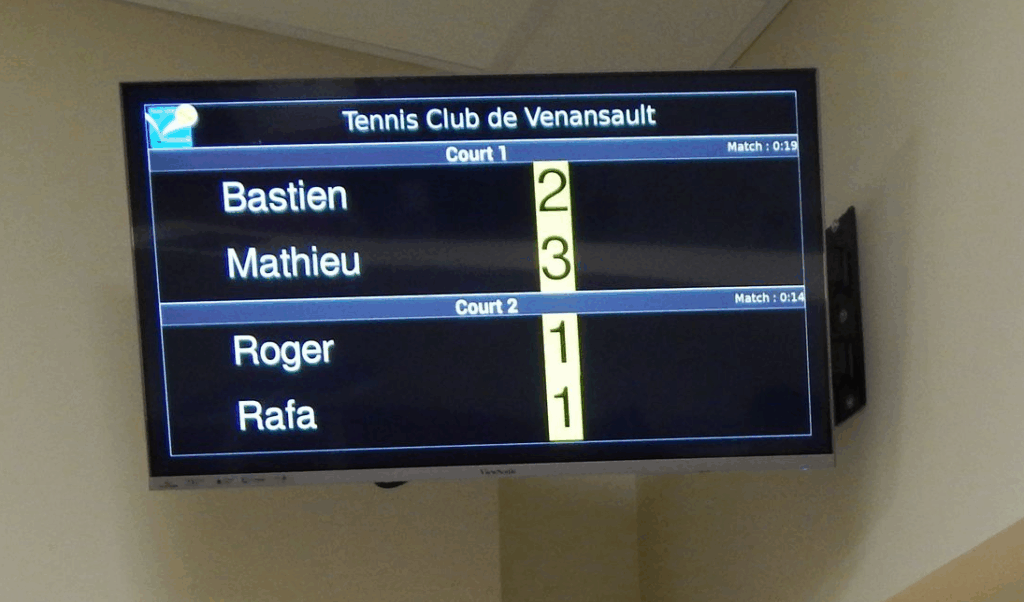 Tennis Club de Venansault
Court 1 Match : 0:19
Bastien 2
Mathieu 3
Court 2 Match : 0:14
Roger 1
Rafa 1
ViewSonic